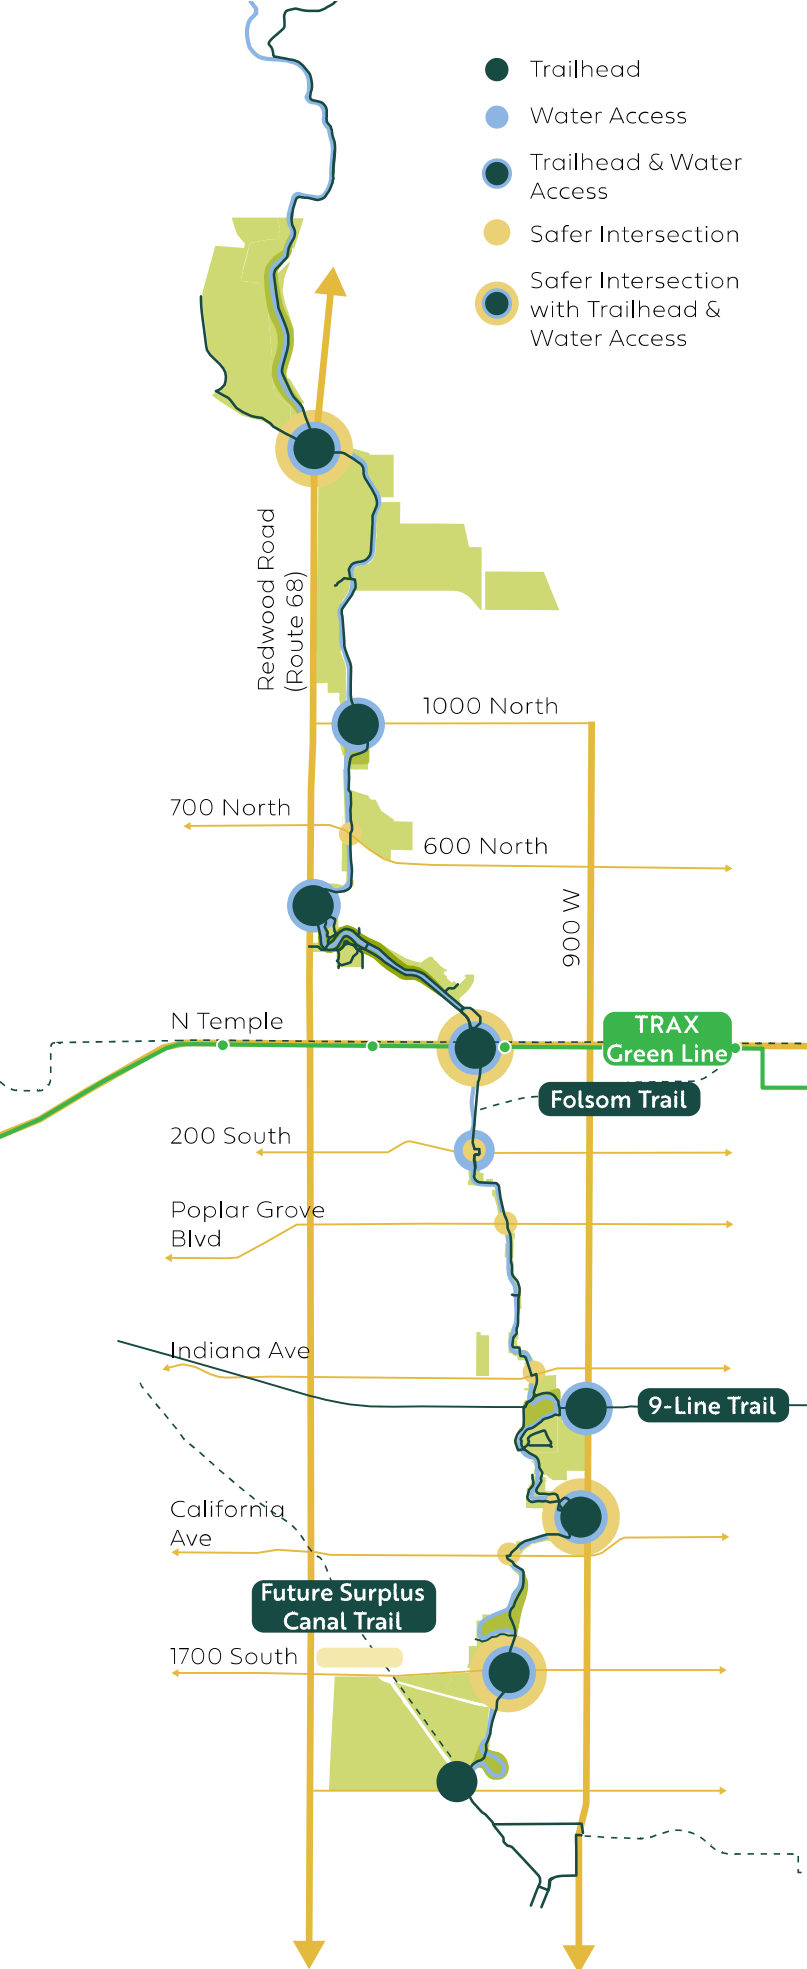 Trailhead
Water Access
Trailhead & Water
Access
Safer Intersection
Safer Intersection
with Trailhead &
Water Access
Redwood Road
(Route 68)
1000 North
700 North
600 North
900 W
N Temple
TRAX
Green Line
Folsom Trail
200 South
Poplar Grove
Blvd
Indiana Ave
9-Line Trail
California
Ave
Future Surplus
Canal Trail
1700 South